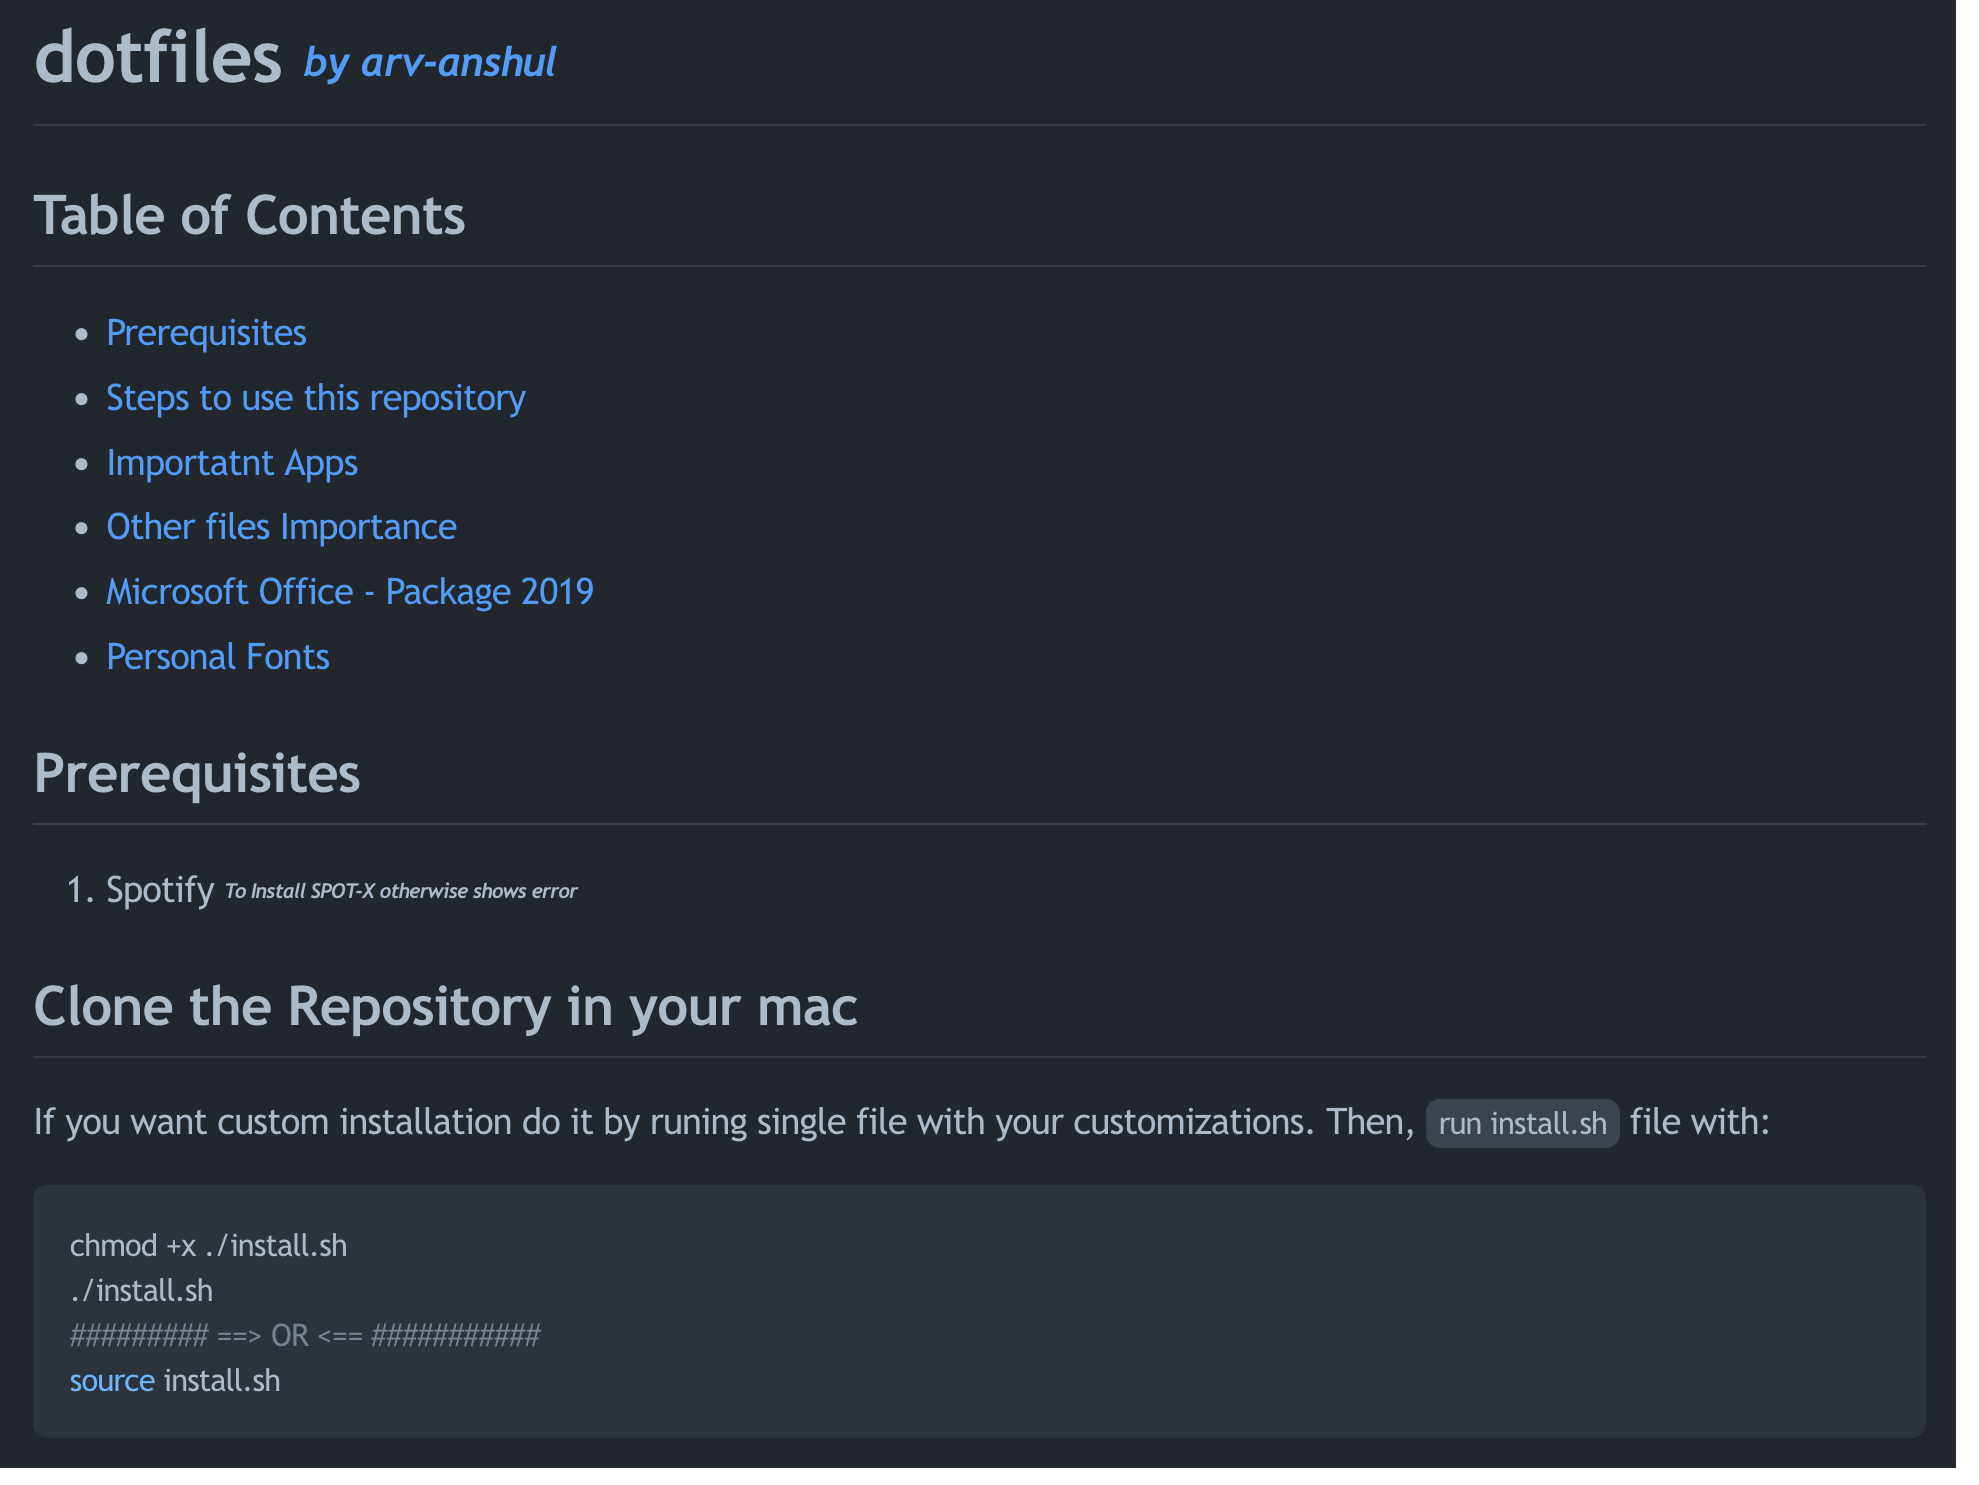 dotfiles by arv-anshul
Table of Contents
• Prerequisites
• Steps to use this repository
• Importatnt Apps
• Other files Importance
• Microsoft Office - Package 2019
• Personal Fonts
Prerequisites
1. Spotify To Install SPOT-X otherwise shows error
Clone the Repository in your mac
If you want custom installation do it by runing single file with your customizations. Then, run install.sh file with:
chmod +x ./install.sh
./install.sh
######### ==> OR <== ###########
source install.sh